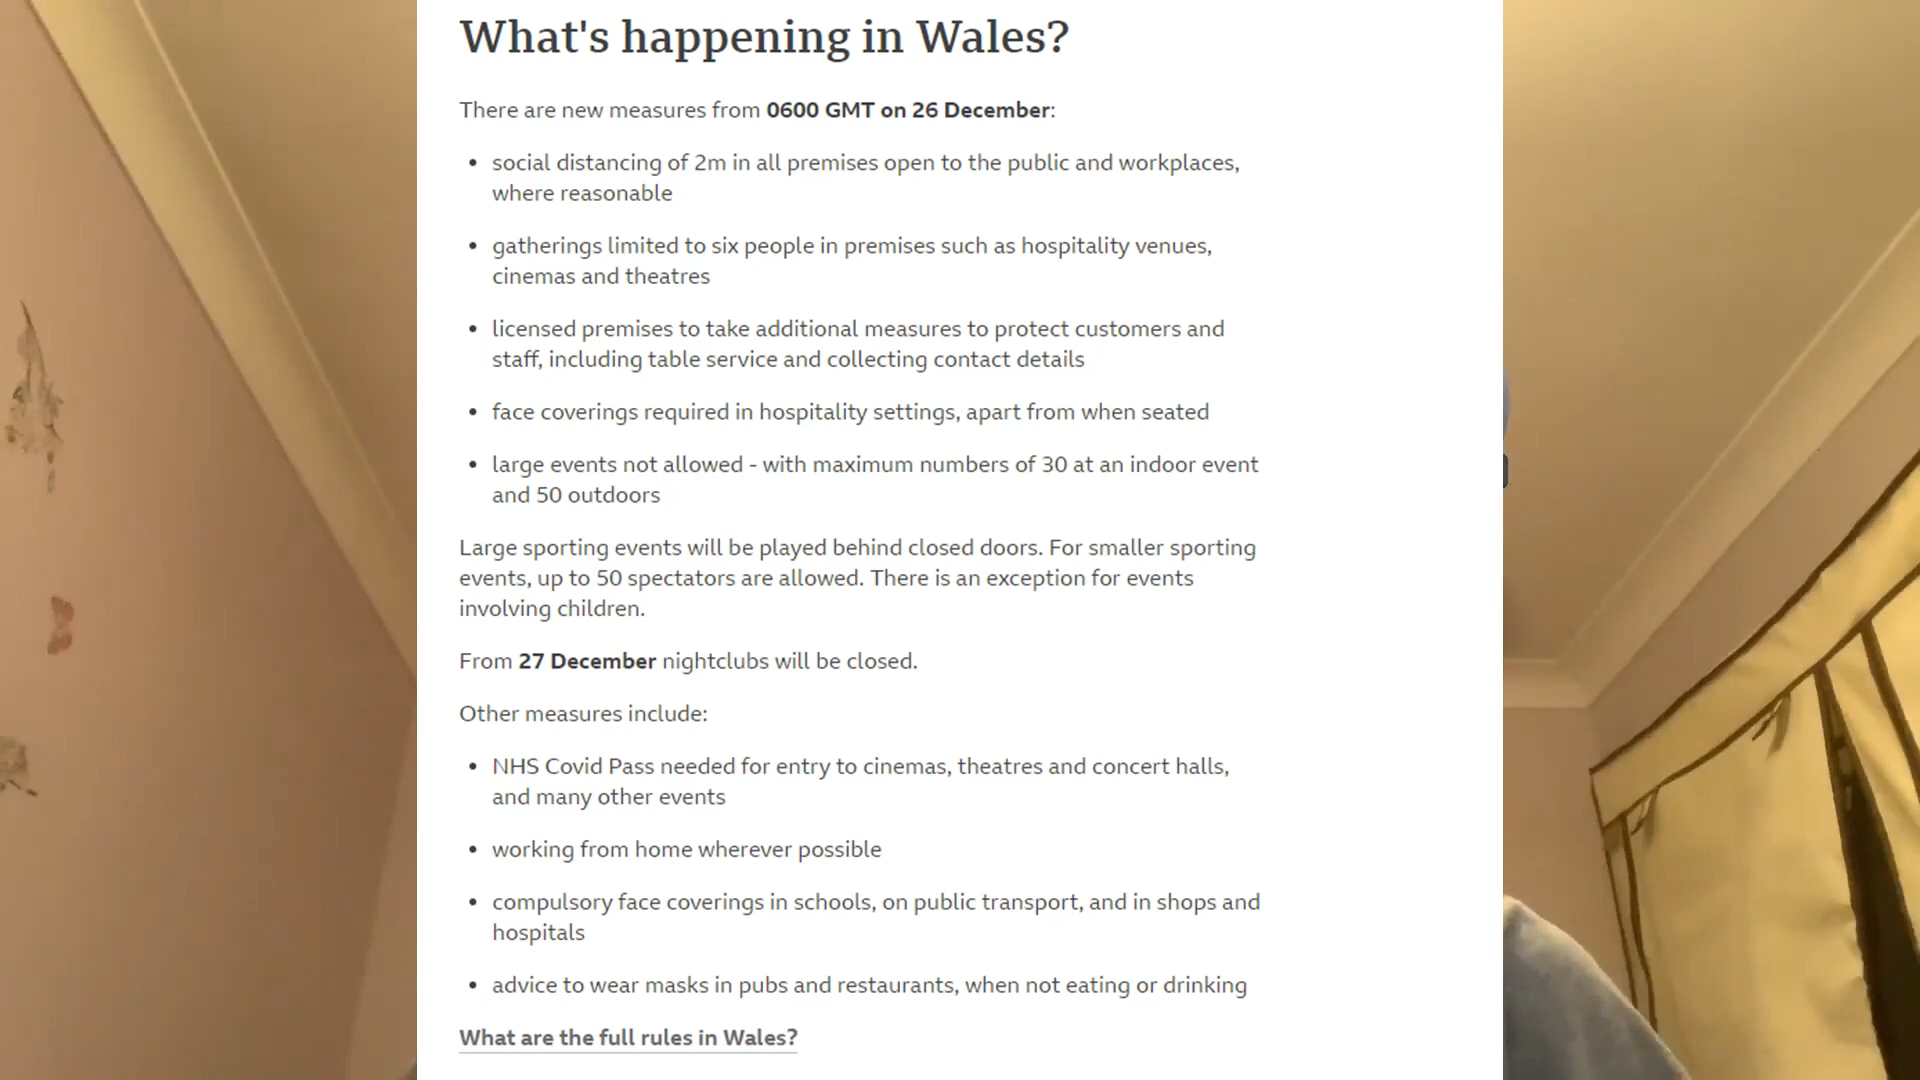 What's happening in Wales?
There are new measures from 0600 GMT on 26 December:
• social distancing of 2m in all premises open to the public and workplaces,
where reasonable
• gatherings limited to six people in premises such as hospitality venues,
cinemas and theatres
• licensed premises to take additional measures to protect customers and
staff, including table service and collecting contact details
• face coverings required in hospitality settings, apart from when seated
• large events not allowed - with maximum numbers of 30 at an indoor event
and 50 outdoors
Large sporting events will be played behind closed doors. For smaller sporting
events, up to 50 spectators are allowed. There is an exception for events
involving children.
From 27 December nightclubs will be closed.
Other measures include:
• NHS Covid Pass needed for entry to cinemas, theatres and concert halls,
and many other events
• working from home wherever possible
• compulsory face coverings in schools, on public transport, and in shops and
hospitals
• advice to wear masks in pubs and restaurants, when not eating or drinking
What are the full rules in Wales?